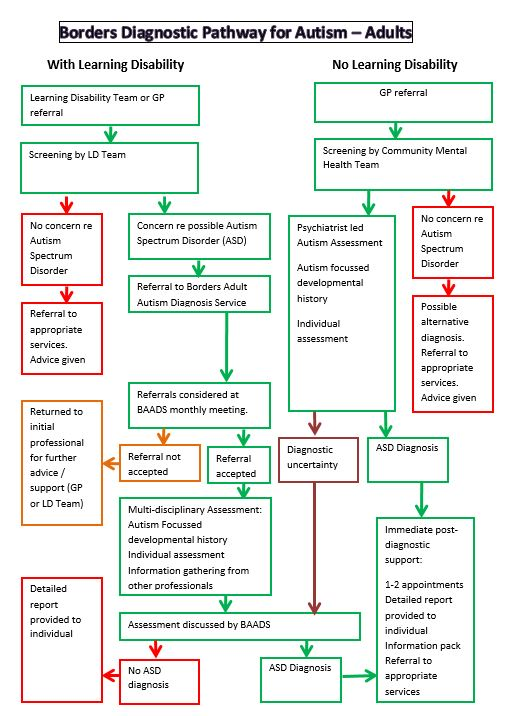 Borders Diagnostic Pathway for Autism – Adults
With Learning Disability
No Learning Disability
Learning Disability Team or GP
referral
Screening by LD Team
No concern re
Autism
Spectrum
Disorder
Concern re possible Autism
Spectrum Disorder (ASD)
Referral to Borders Adult
Autism Diagnosis Service
Referral to
appropriate
services.
Advice given
Referrals considered at
BAADS monthly meeting.
Returned to
initial
professional
for further
advice /
support (GP
or LD Team)
Referral not
accepted
Referral
accepted
Multi-disciplinary Assessment:
Autism Focussed
developmental history
Individual assessment
Information gathering from
other professionals
Detailed
report
provided to
individual
Assessment discussed by BAADS
No ASD
diagnosis
ASD Diagnosis
GP referral
Screening by Community Mental
Health Team
Psychiatrist led
Autism Assessment
Autism focussed
developmental
history
Individual
assessment
No concern re
Autism
Spectrum
Disorder
Possible
alternative
diagnosis.
Referral to
appropriate
services.
Advice given
Diagnostic
uncertainty
ASD Diagnosis
Immediate post-
diagnostic
support:
1-2 appointments
Detailed report
provided to
individual
Information pack
Referral to
appropriate
services